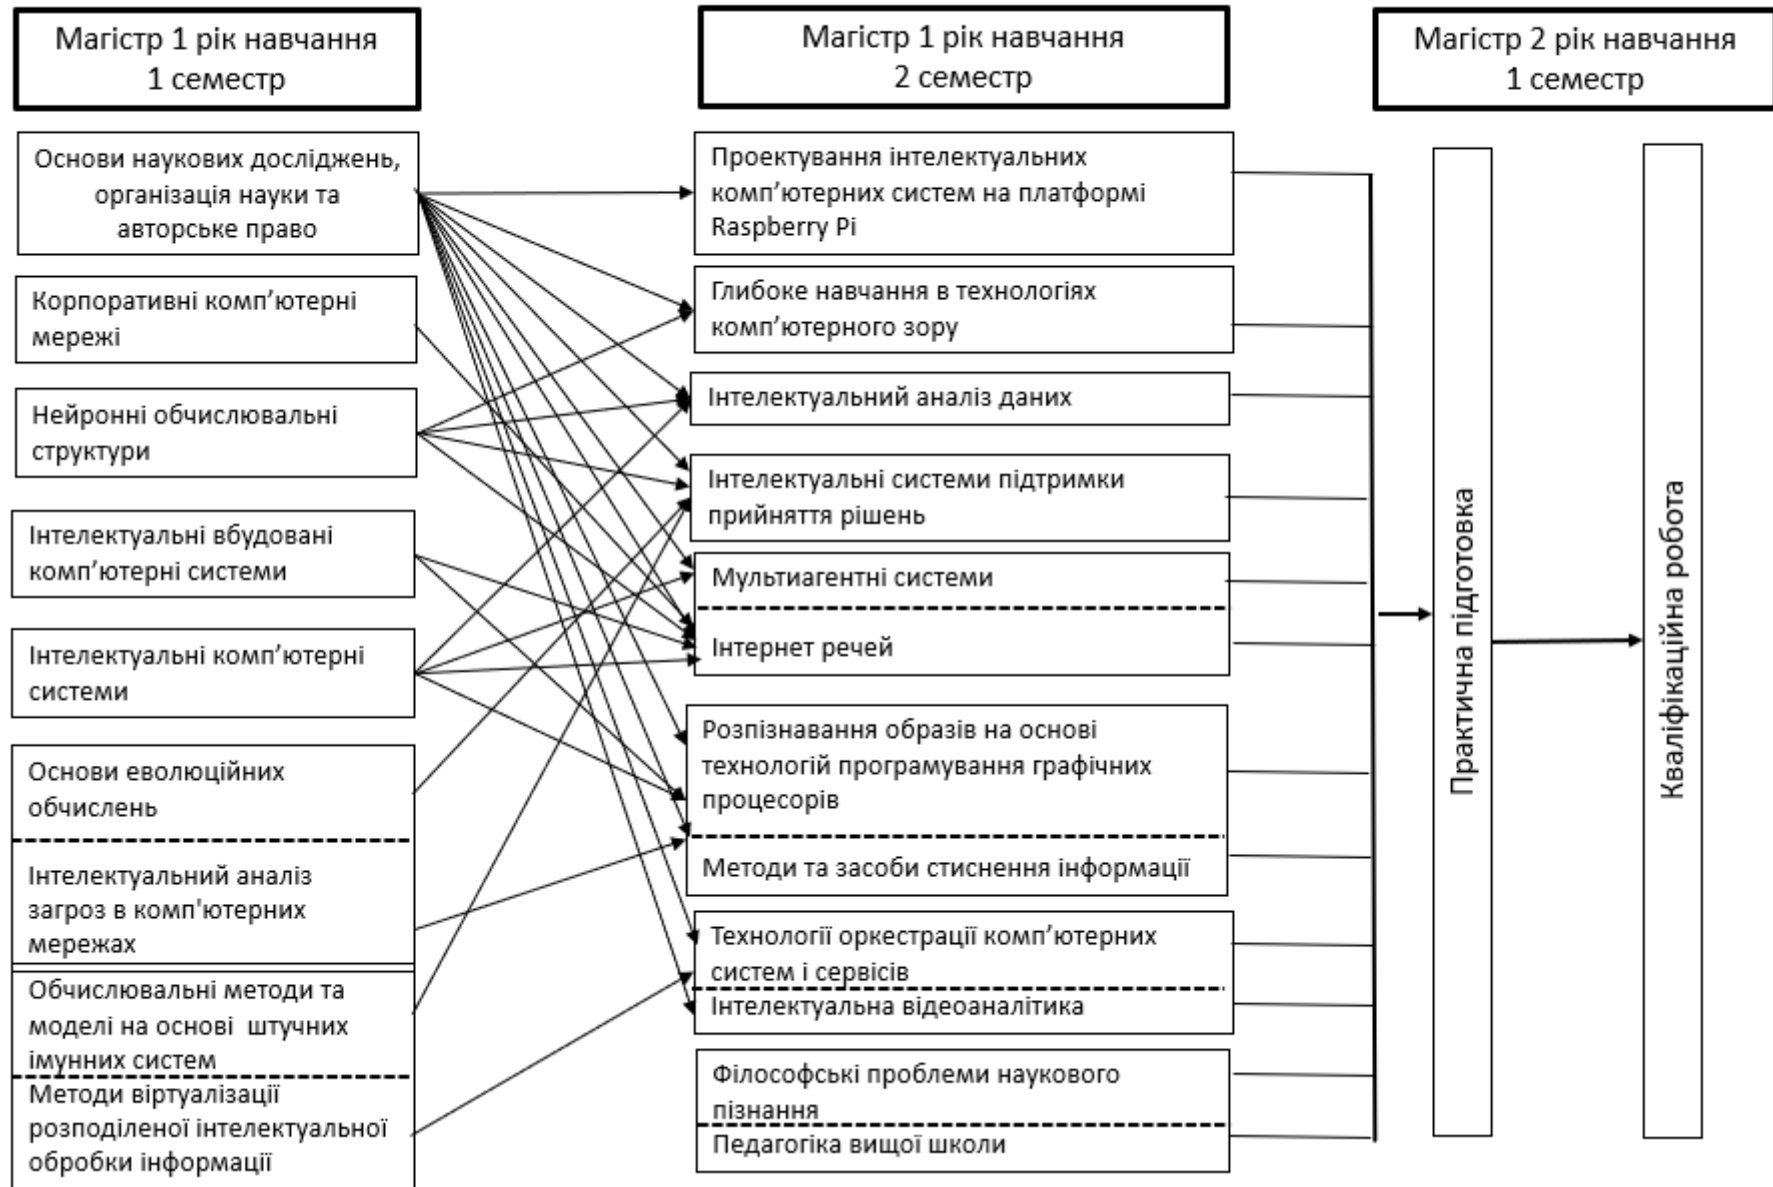 Магістр 1 рік навчання
1 семестр
Основи наукових досліджень,
організація науки та
авторське право
Корпоративні комп’ютерні
мережі
Нейронні обчислювальні
структури
Інтелектуальні вбудовані
комп’ютерні системи
Інтелектуальні комп’ютерні
системи
Основи еволюційних
обчислень
Інтелектуальний аналіз
загроз в комп'ютерних
мережах
Обчислювальні методи та
моделі на основі штучних
імунних систем
Методи віртуалізації
розподіленої інтелектуальної
обробки інформації
Магістр 1 рік навчання
2 семестр
Проектування інтелектуальних
комп’ютерних систем на платформі
Raspberry Pi
Глибоке навчання в технологіях
комп’ютерного зору
Інтелектуальний аналіз даних
Інтелектуальні системи підтримки
прийняття рішень
Мультиагентні системи
Інтернет речей
Розпізнавання образів на основі
технологій програмування графічних
процесорів
Методи та засоби стиснення інформації
Технології оркестрації комп’ютерних
систем і сервісів
Інтелектуальна відеоаналітика
Філософські проблеми наукового
пізнання
Педагогіка вищої школи
Магістр 2 рік навчання
1 семестр
Практична підготовка
Кваліфікаційна робота